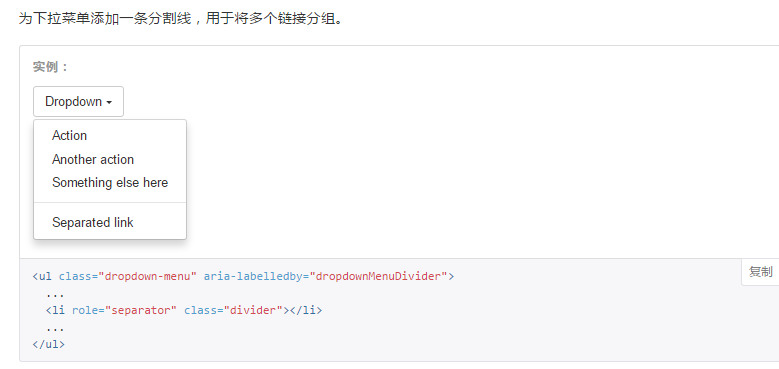 为下拉菜单添加一条分割线，用于将多个链接分组。
实例：
Dropdown
Action
Another action
Something else here
Separated link
复制
<ul class="dropdown-menu" aria-labelledby="dropdownMenuDivider">
  ...
  <li role="separator" class="divider"></li>
  ...
</ul>